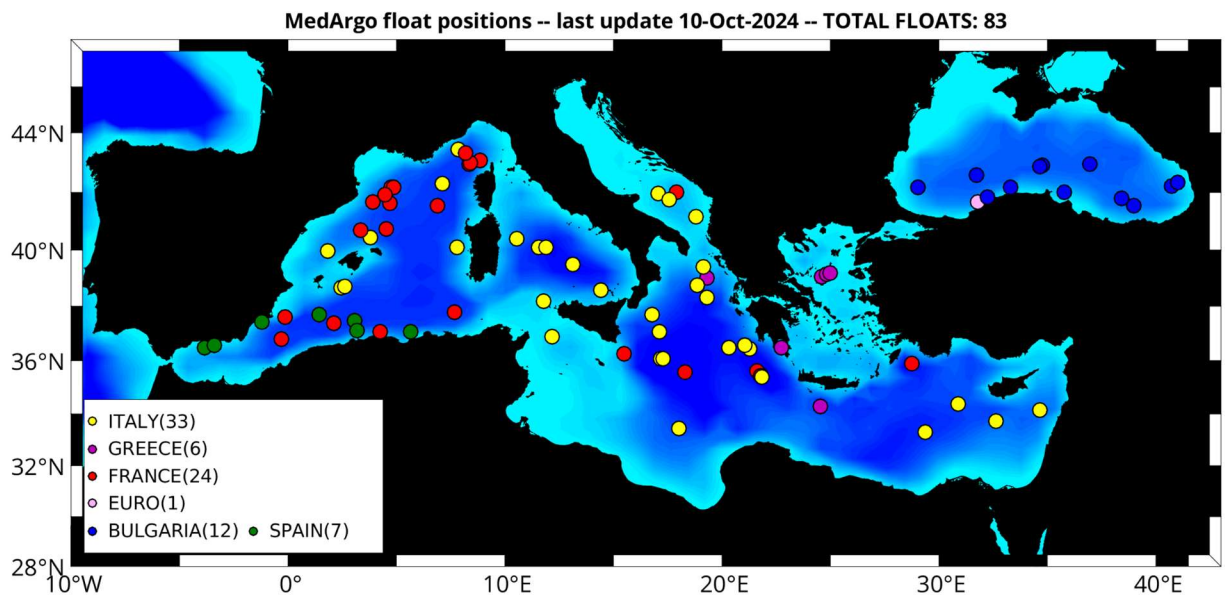 MedArgo float positions -- last update 10-Oct-2024 -- TOTAL FLOATS: 83
44°N
40°N
36°N
32°N
28°N
ITALY(33)
GREECE(6)
FRANCE(24)
EURO(1)
BULGARIA(12) SPAIN(7)
10°W 0° 10°E 20°E 30°E 40°E